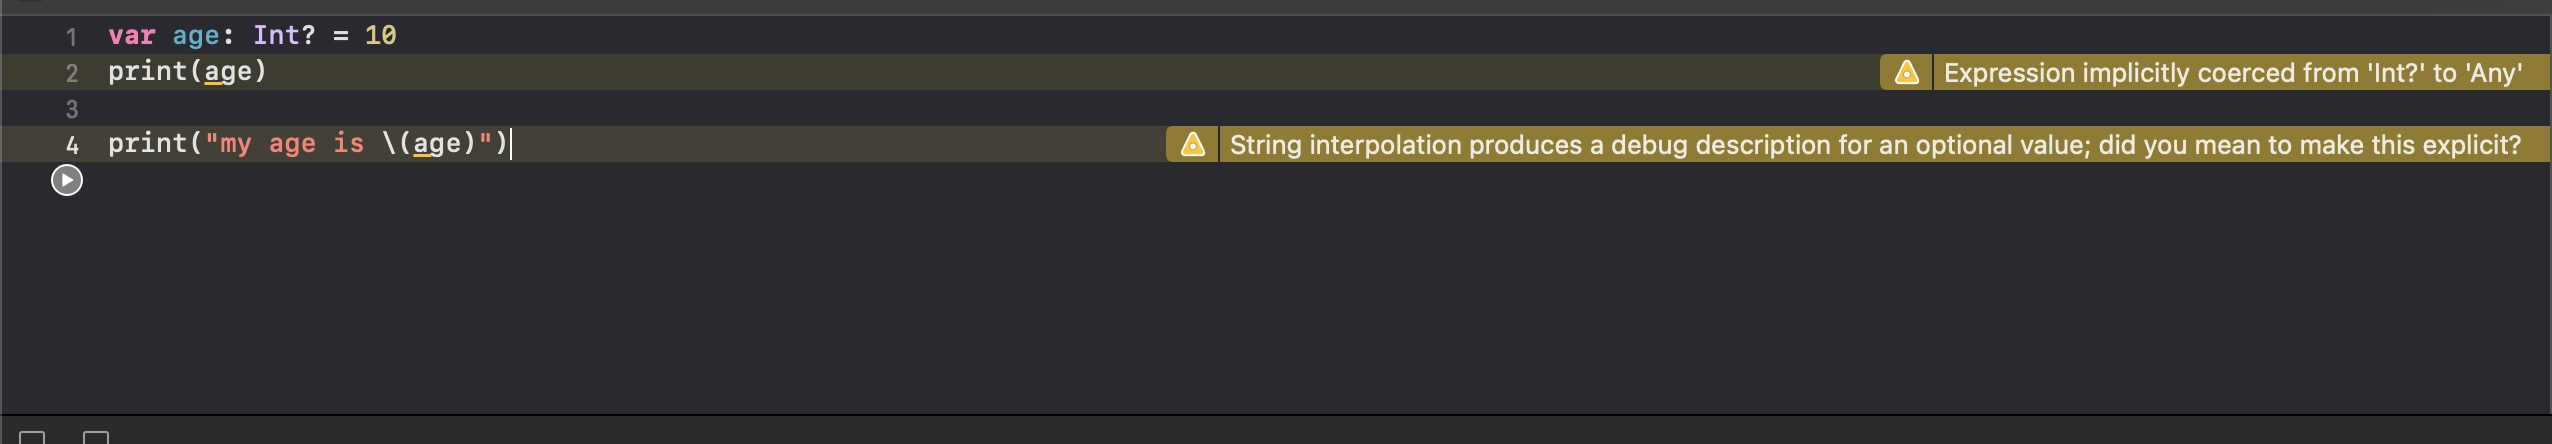 1 var age: Int? = 10
2 print(age) Expression implicitly coerced from 'Int?' to 'Any'
3
4 print("my age is \(age)") String interpolation produces a debug description for an optional value; did you mean to make this explicit?